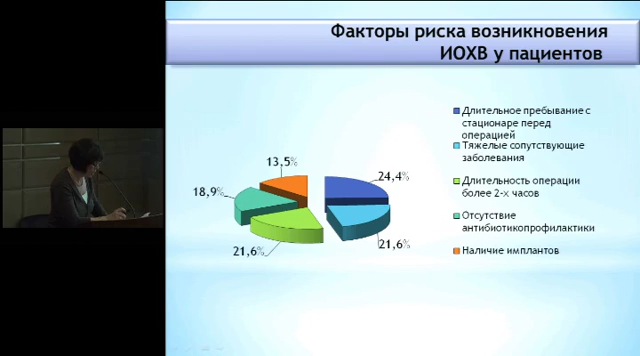 Факторы риска возникновения
ИОХВ у пациентов
13,5%
24,4%
18,9%
21,6%
21,6%
Длительное пребывание с
стационаре перед
операцией
Тяжелые сопутствующие
заболевания
Длительность операции
более 2-х часов
Отсутствие
антибиотикопрофилактики
Наличие имплантов